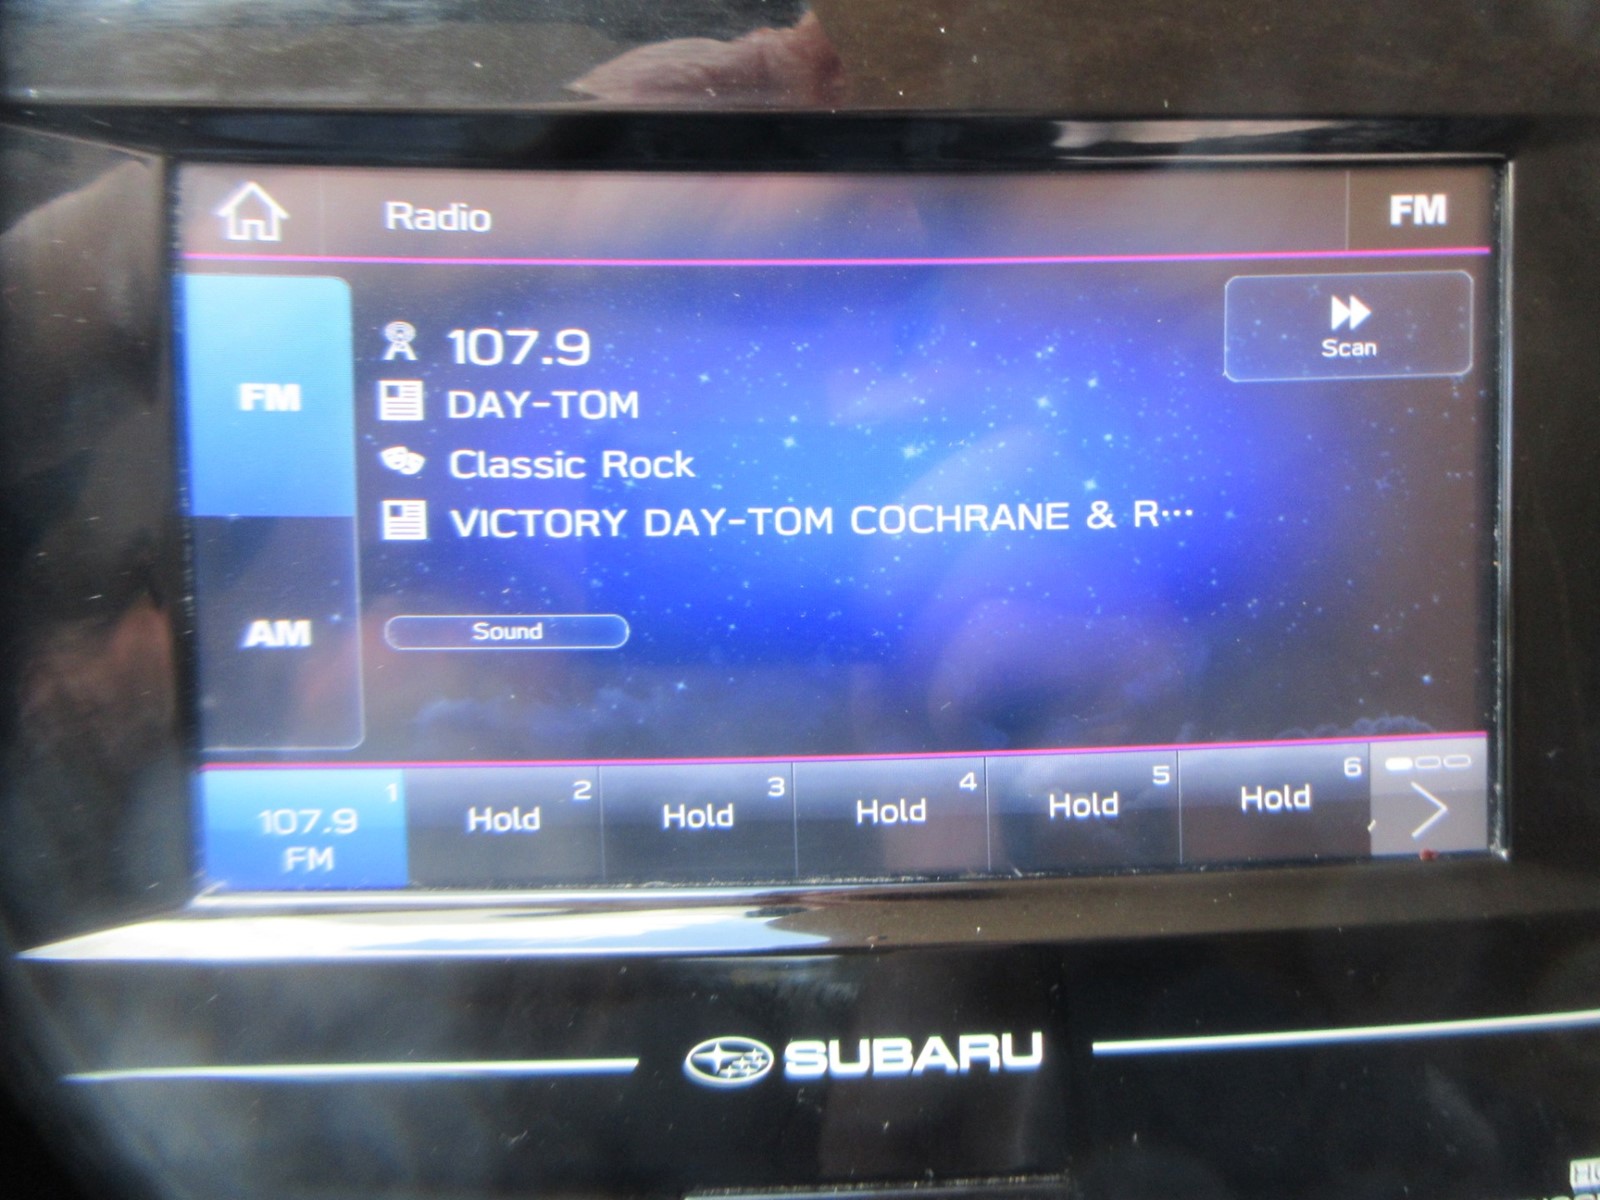 Radio
FM
FM
Scan
107.9
DAY-TOM
Classic Rock
VICTORY DAY-TOM COCHRANE & R...
AM
Sound
1
107.9
FM
2
Hold
3
Hold
4
Hold
5
Hold
6
Hold
SUBARU